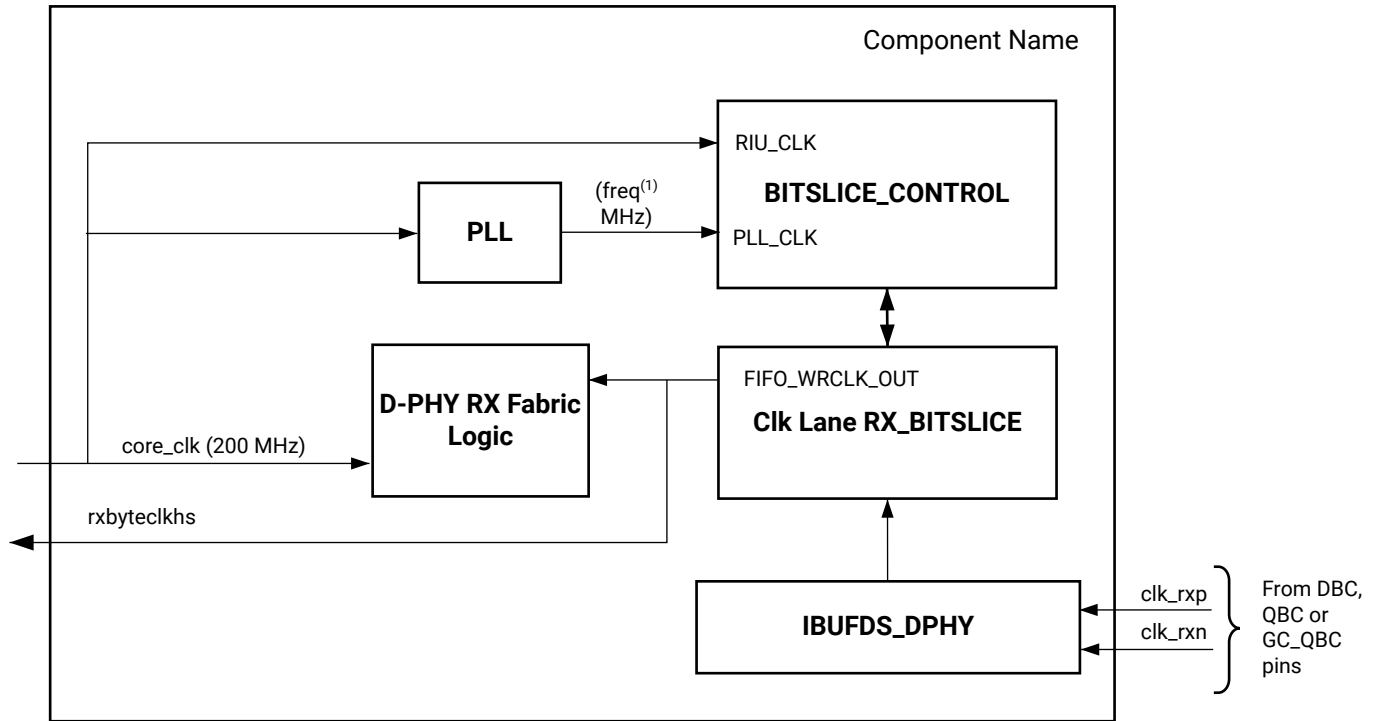 Component Name
RIU_CLK
BITSLICE_CONTROL
(freq(1)
MHz)
PLL
PLL_CLK
FIFO_WRCLK_OUT
D-PHY RX Fabric
Logic
Clk Lane RX_BITSLICE
core_clk (200 MHz)
rxbyteclkhs
IBUFDS_DPHY
clk_rxp
clk_rxn
From DBC,
QBC or
GC_QBC
pins